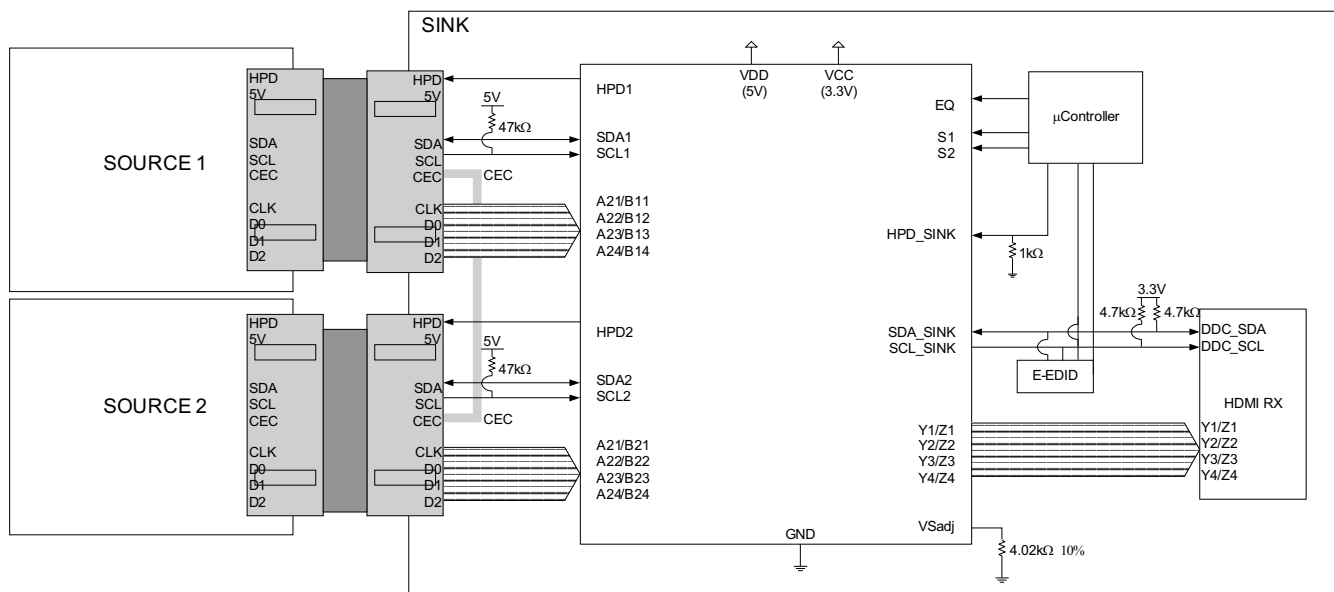 SINK
SOURCE 1
HPD
5V
SDA
SCL
CEC
CLK
D0
D1
D2
HPD
5V
SDA
SCL
CEC
CLK
D0
D1
D2
5V
47kΩ
CEC
HPD1
SDA1
SCL1
A21/B11
A22/B12
A23/B13
A24/B14
VDD
(5V)
VCC
(3.3V)
EQ
S1
S2
μController
HPD_SINK
1kΩ
SOURCE 2
HPD
5V
SDA
SCL
CEC
CLK
D0
D1
D2
HPD
5V
SDA
SCL
CEC
CLK
D0
D1
D2
5V
47kΩ
CEC
HPD2
SDA2
SCL2
A21/B21
A22/B22
A23/B23
A24/B24
SDA_SINK
SCL_SINK
3.3V
4.7kΩ
4.7kΩ
E-EDID
DDC_SDA
DDC_SCL
HDMI RX
Y1/Z1
Y2/Z2
Y3/Z3
Y4/Z4
Y1/Z1
Y2/Z2
Y3/Z3
Y4/Z4
VSadj
4.02kΩ 10%
GND